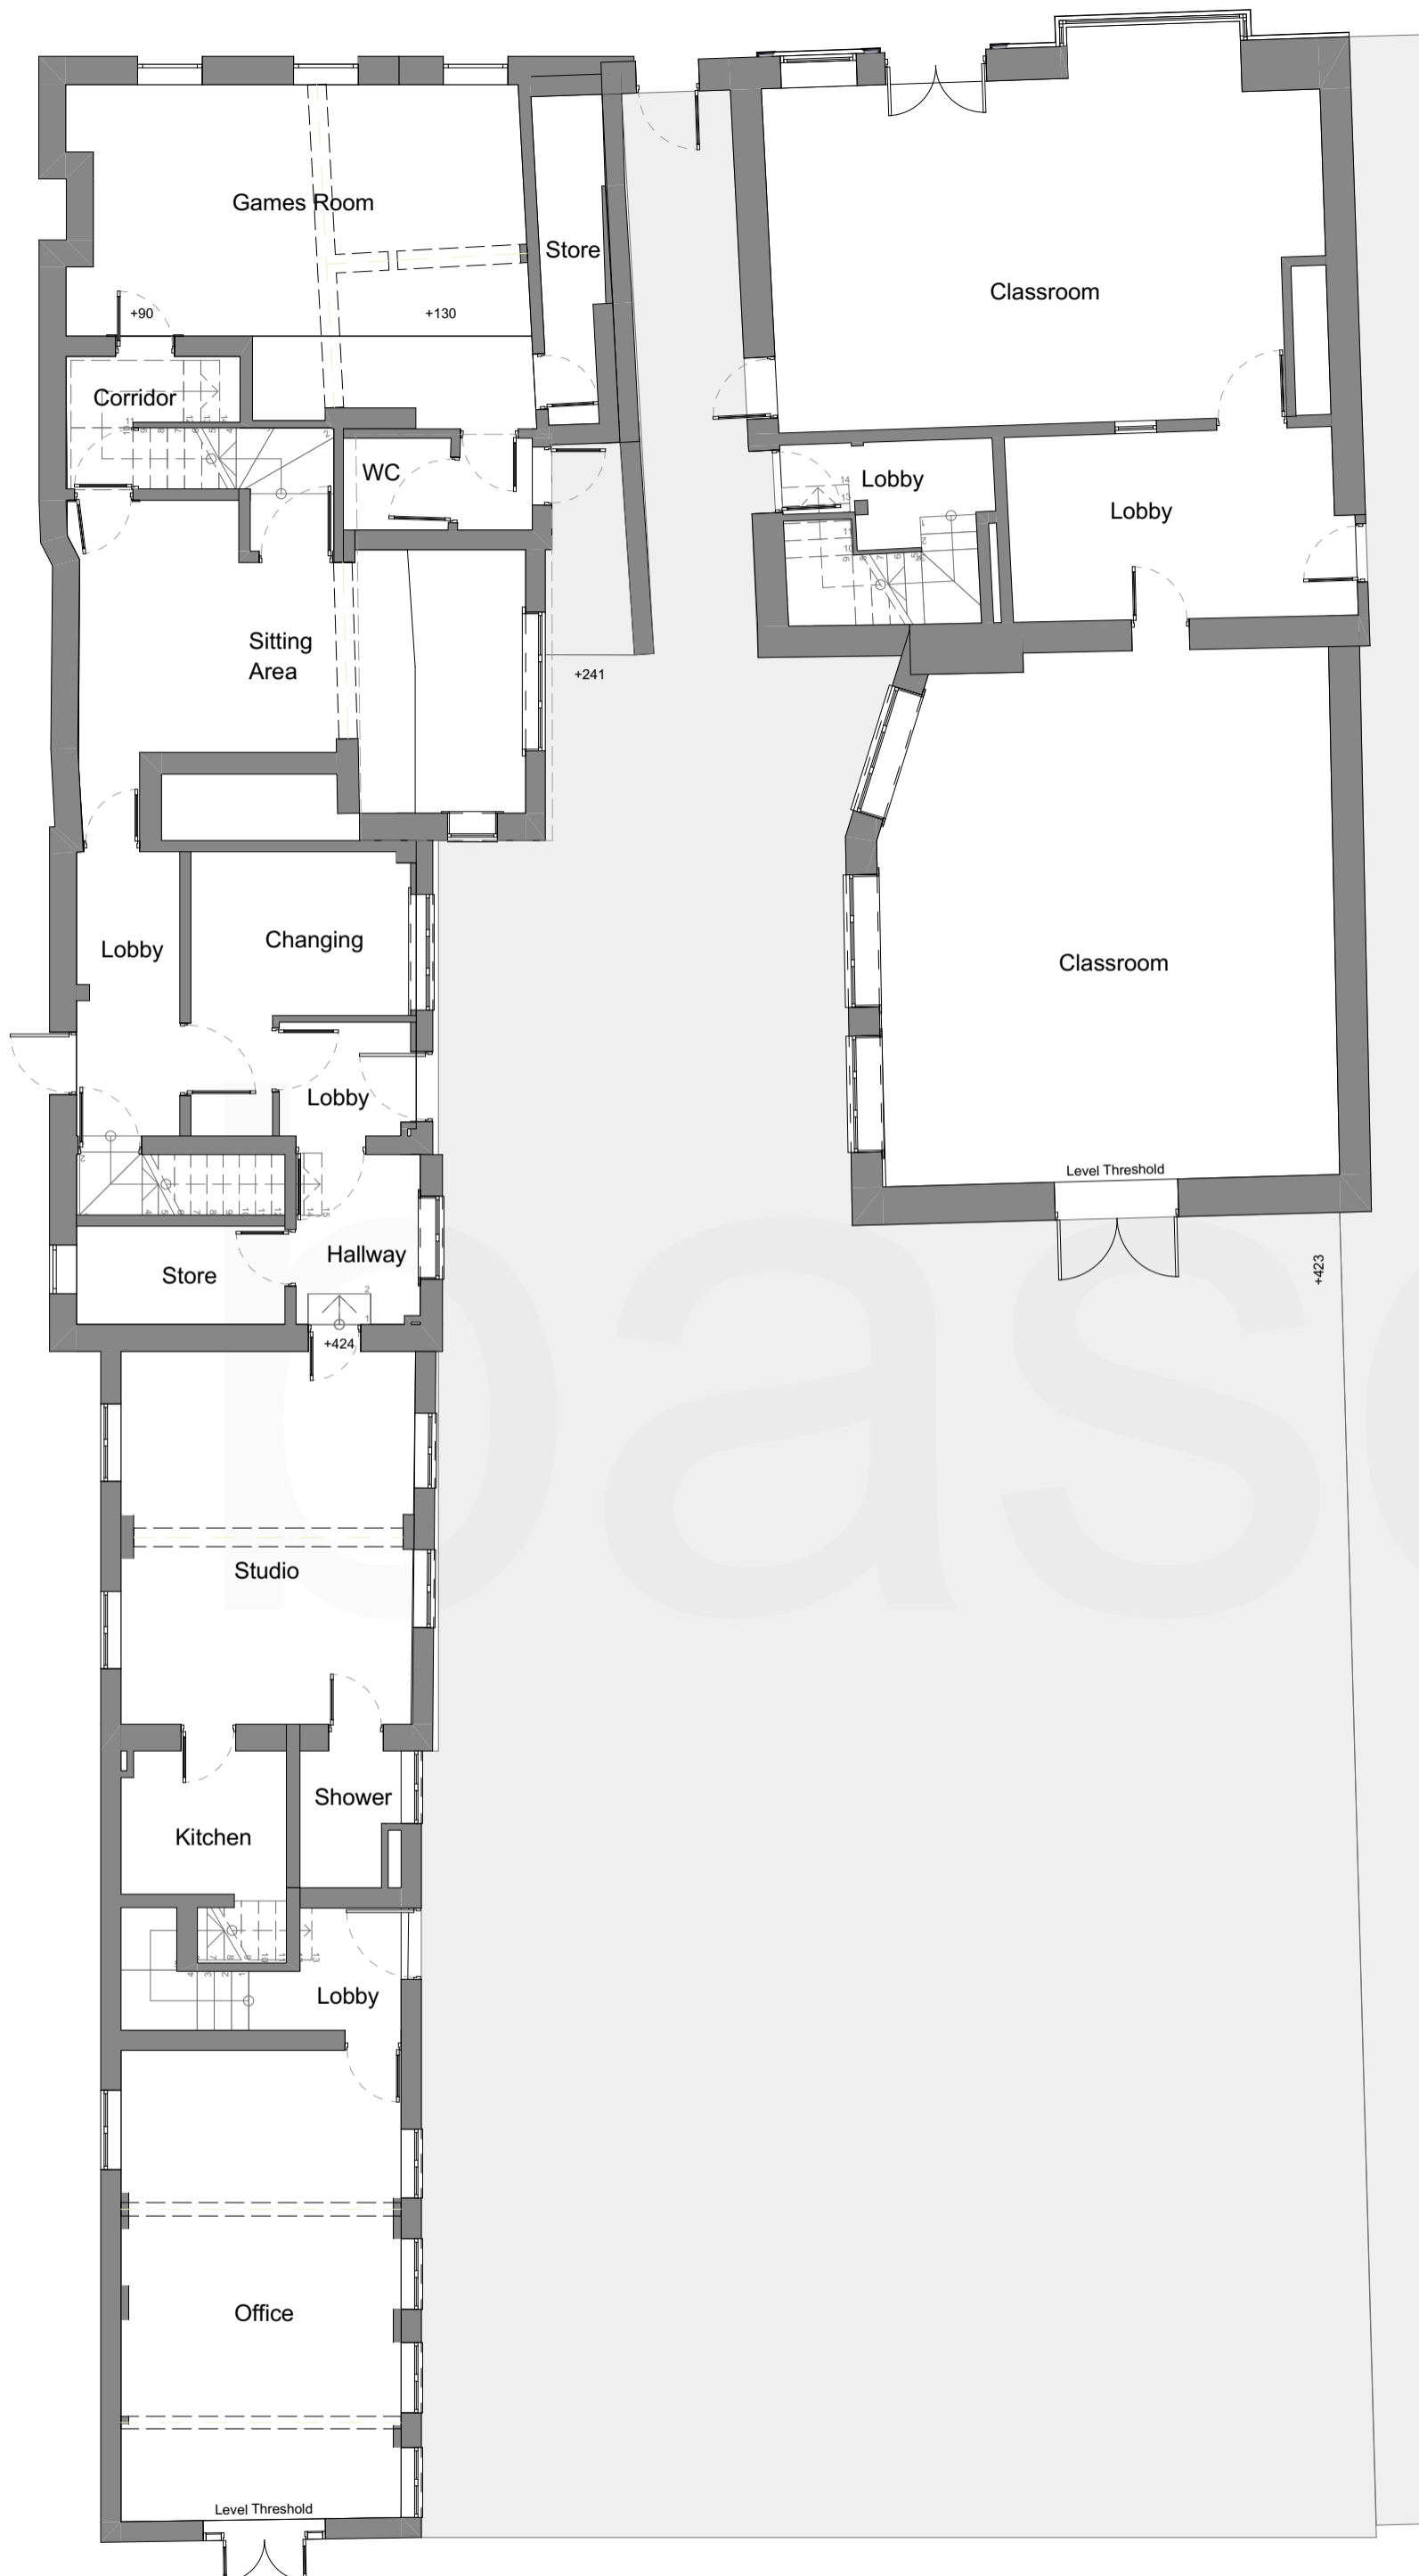 Games Room
Store
Classroom
+90
+130
Corridor
WC
Lobby
Lobby
Sitting
Area
+241
Changing
Lobby
Classroom
Lobby
Level Threshold
Hallway
Store
+423
+424
Studio
Shower
Kitchen
Lobby
Office
Level Threshold
bas